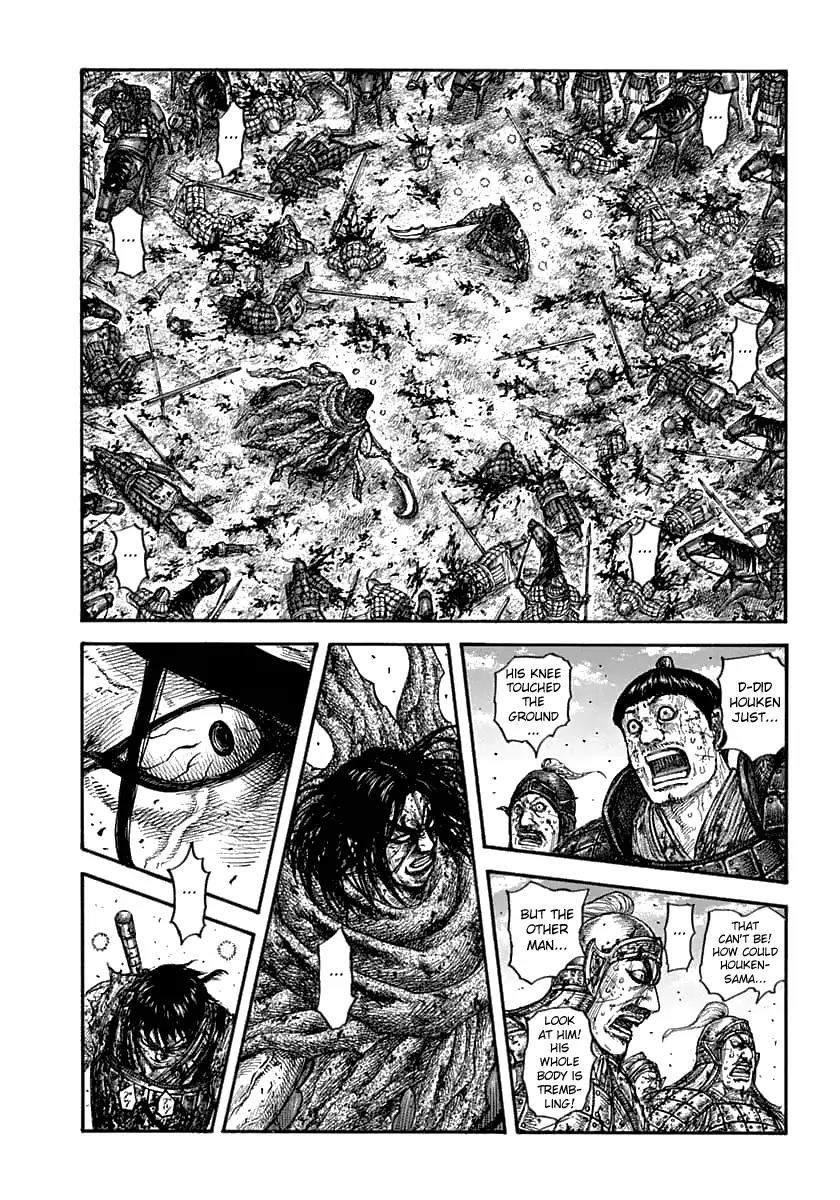 ...
...
...
...
...
...
D-DID
HOUKEN
JUST...
HIS KNEE
TOUCHED
THE
GROUND
...
...
...
THAT
CAN'T BE!
HOW COULD
HOUKEN-
SAMA...
...
BUT THE
OTHER
MAN...
LOOK
AT HIM!
HIS
WHOLE
BODY IS
TREMB-
LING!